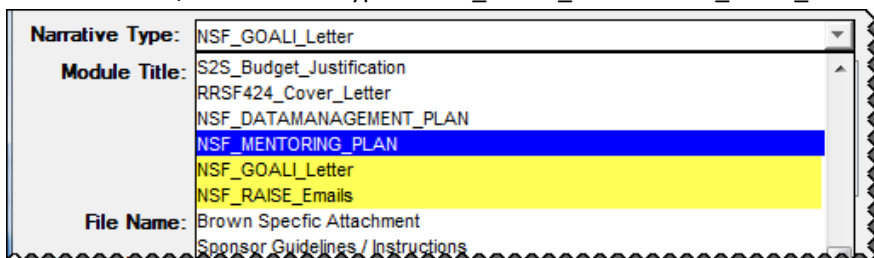 Narrative Type: NSF_GOALI_Letter
Module Title: S2S_Budget_Justification
RRSF424_Cover_Letter
NSF_DATAMANAGEMENT_PLAN
NSF_MENTORING_PLAN
NSF_GOALI_Letter
NSF_RAISE_Emails
File Name: Brown Specfic Attachment
Sponsor Guidelines / Instructions